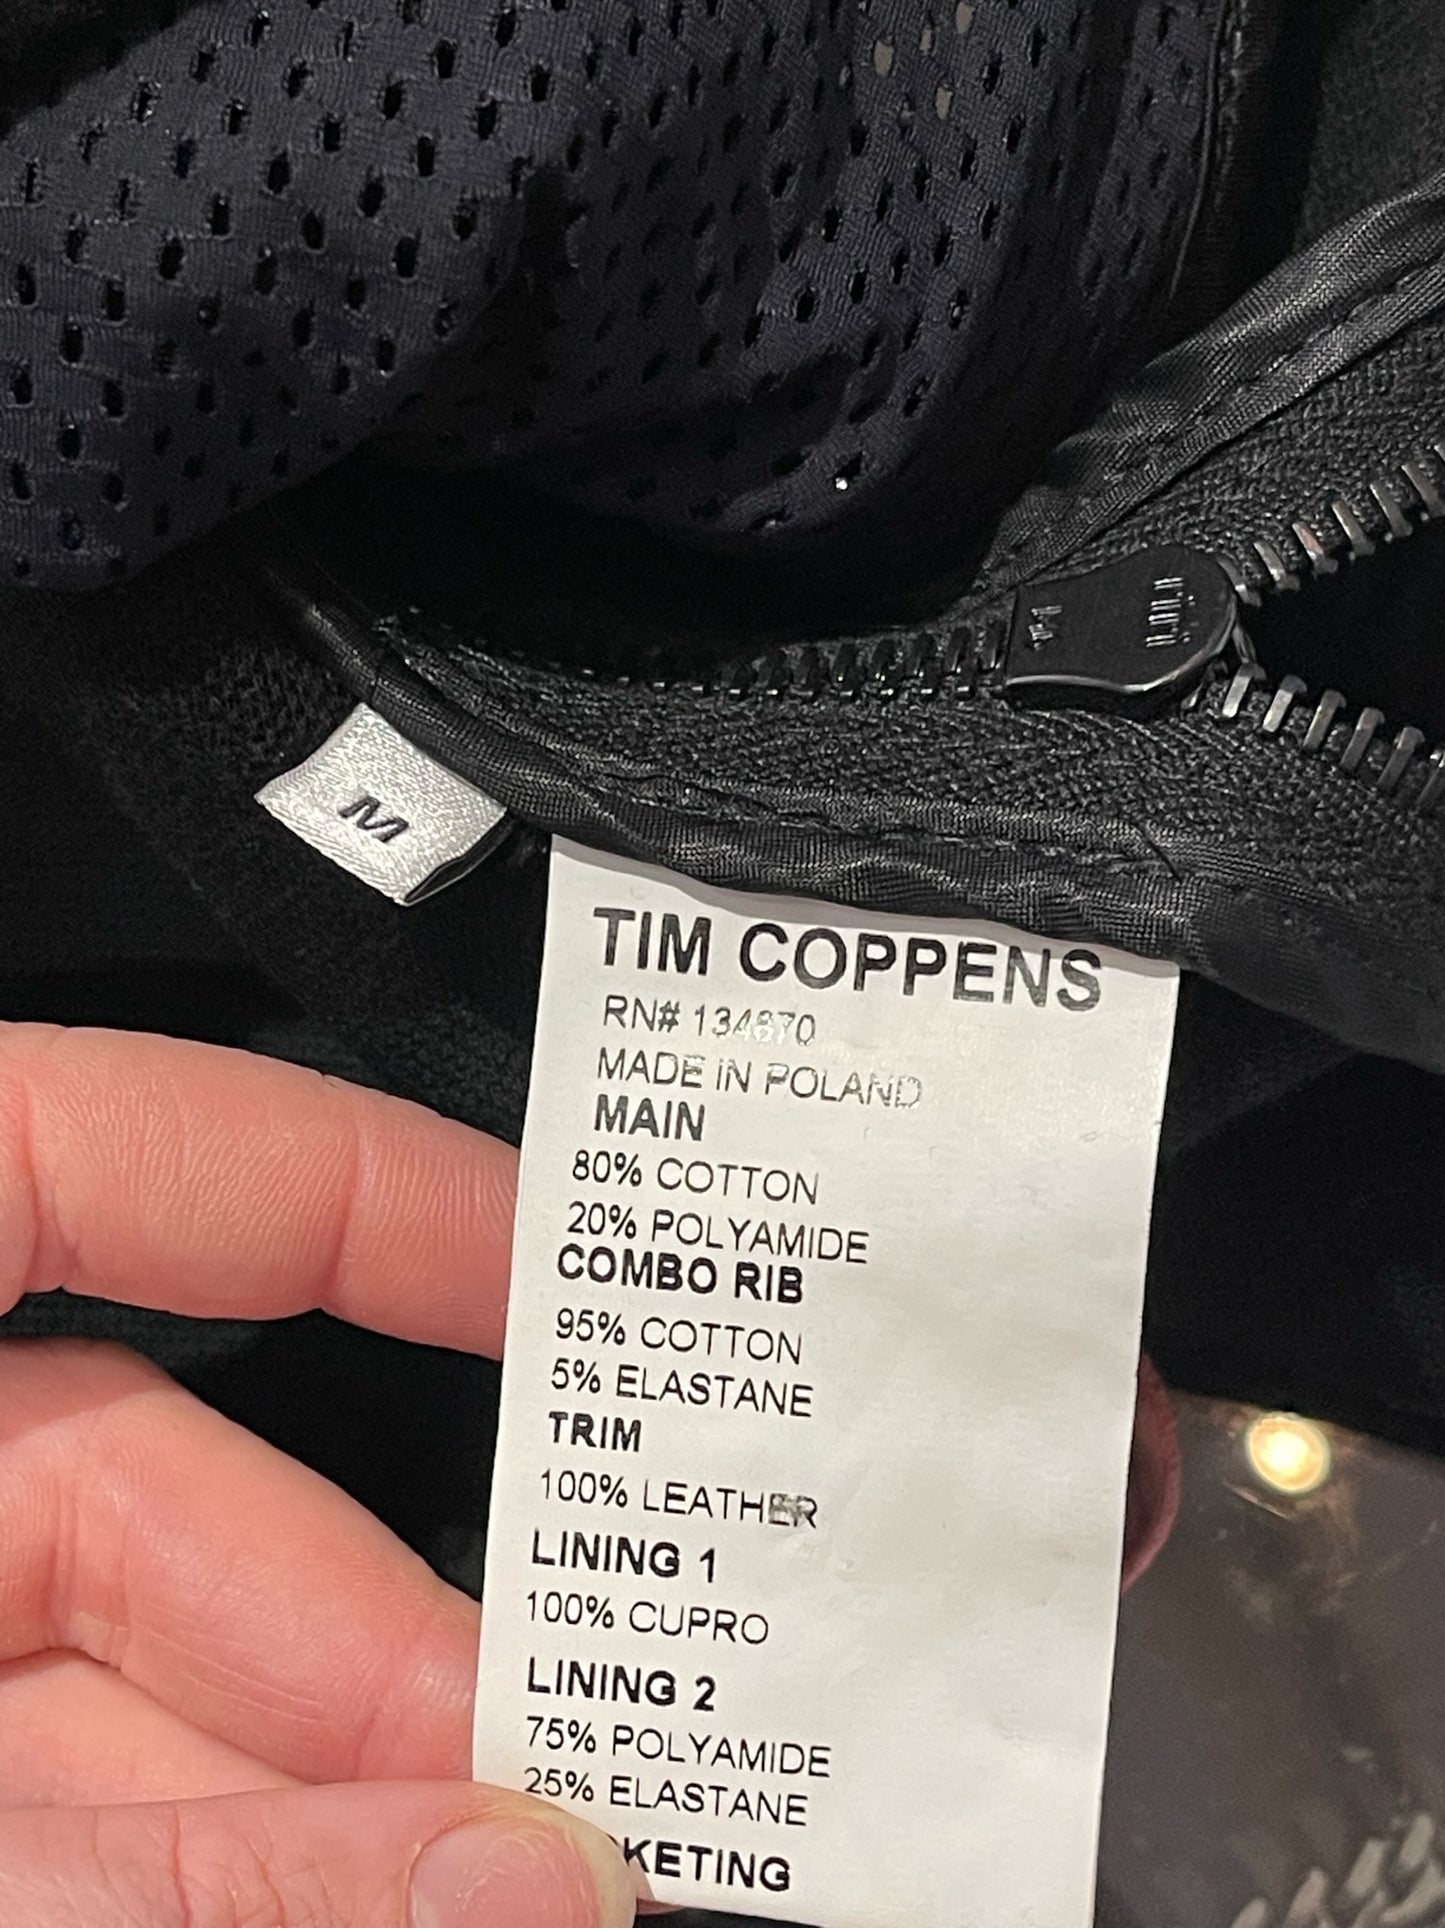 M
TIM COPPENS
RN# 134870
MADE IN POLAND
MAIN
80% COTTON
20% POLYAMIDE
COMBO RIB
95% COTTON
5% ELASTANE
TRIM
100% LEATHER
LINING 1
100% CUPRO
LINING 2
75% POLYAMIDE
25% ELASTANE
KETING